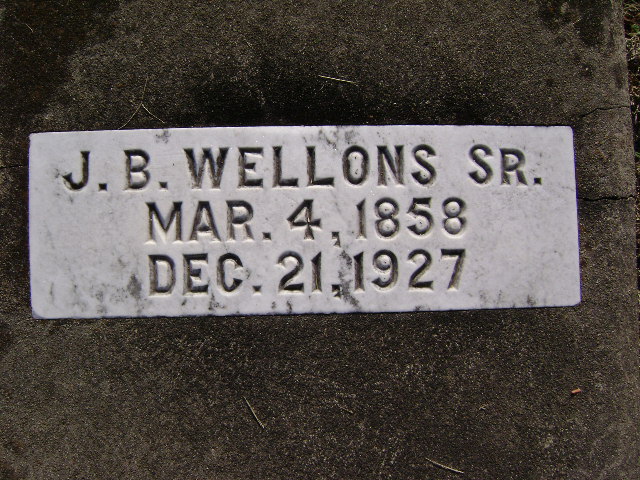 J. B. WELLONS SR.
MAR. 4, 1858
DEC. 21, 1927